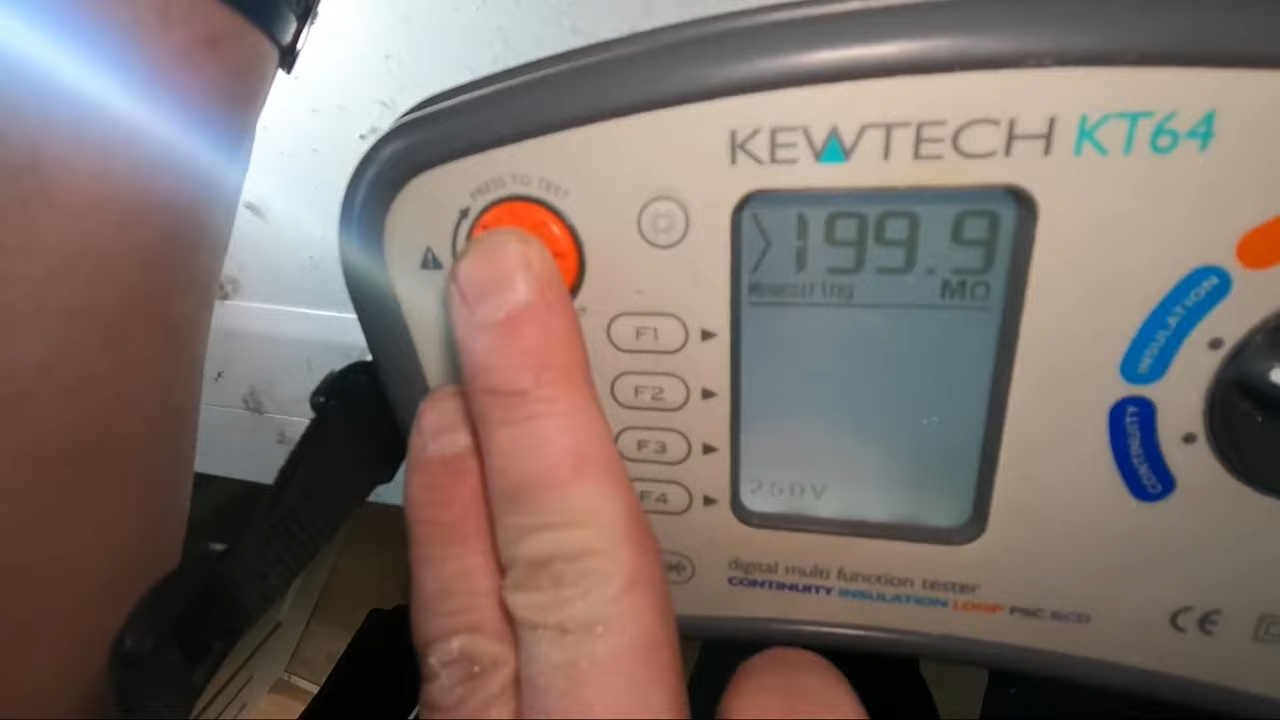 KEWTECH KT64
PRESS TO TEST
>199.9
Measuring MΩ
F1
F2
F3
F4
250V
INSULATION
CONTINUITY
digital multi function tester
CONTINUITY INSULATION LOOP PSC RCD
CE